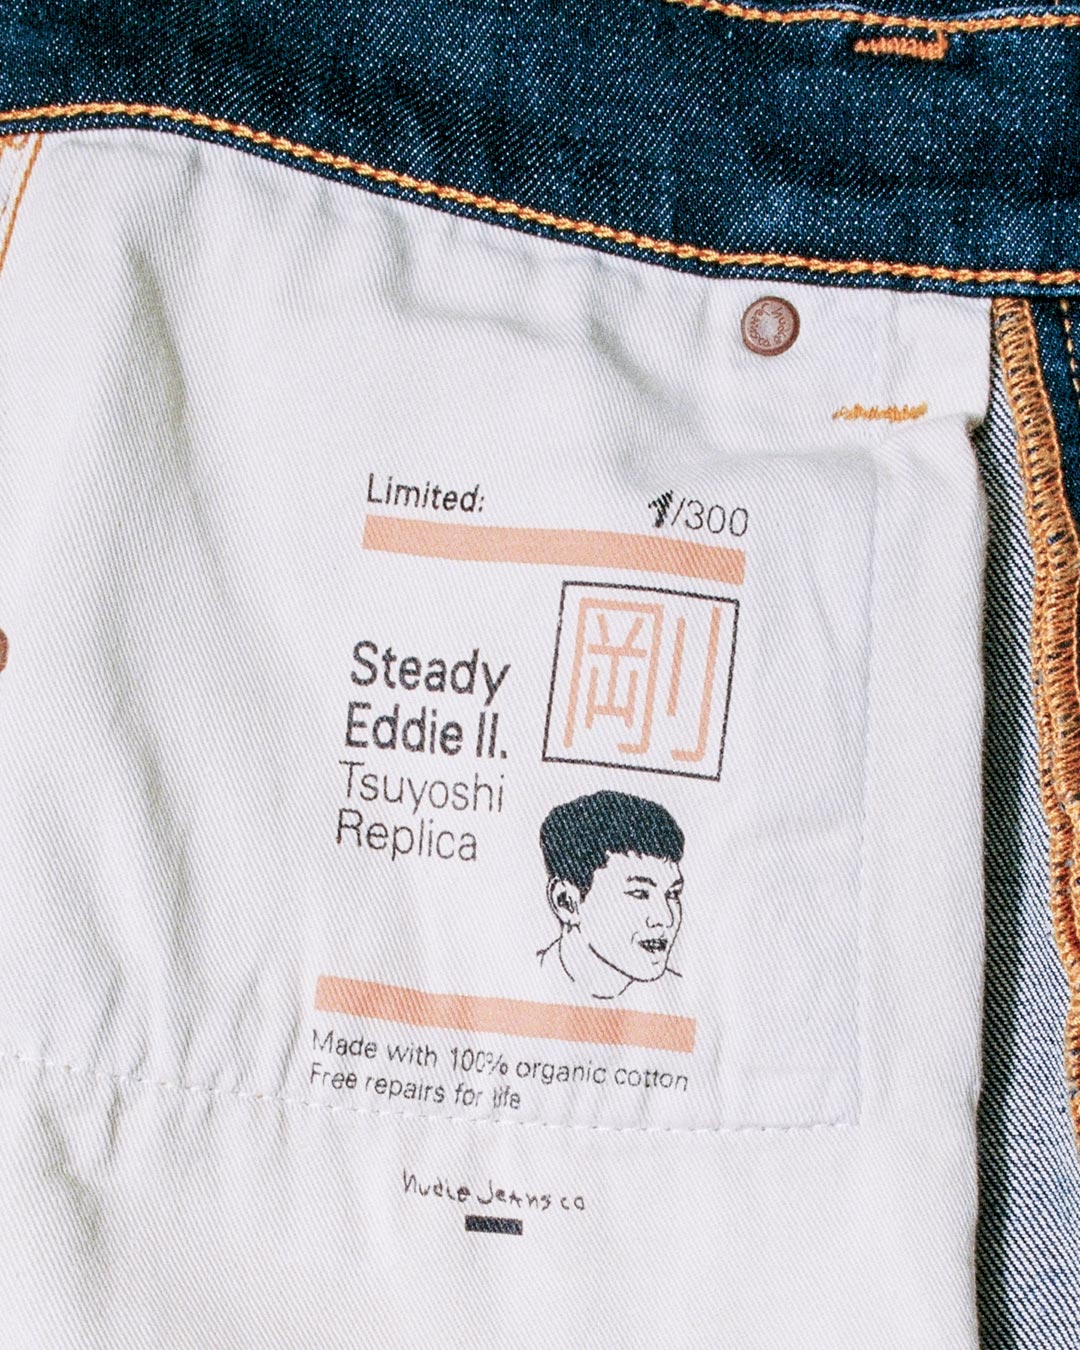 Limited: 1/300
剛
Steady
Eddie II.
Tsuyoshi
Replica
Made with 100% organic cotton
Free repairs for life
Nudie Jeans co